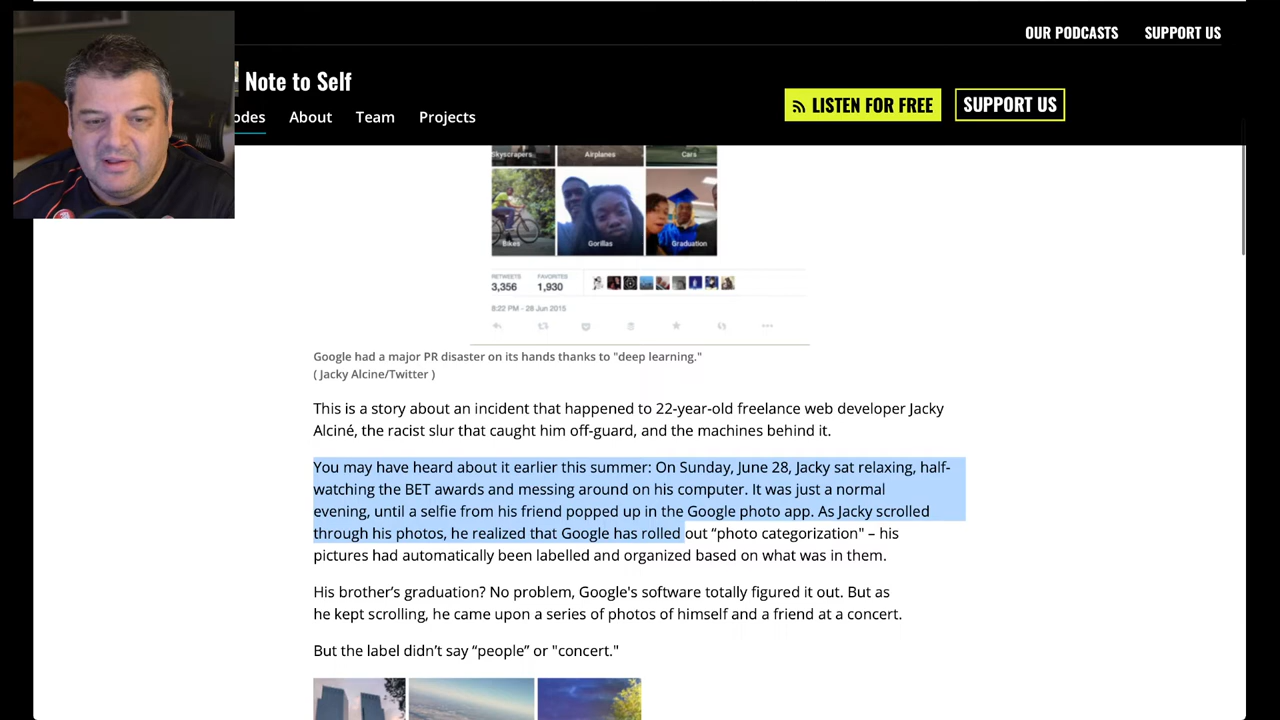 OUR PODCASTS SUPPORT US
Note to Self
odes About Team Projects
LISTEN FOR FREE SUPPORT US
Skyscrapers Airplanes Cars
Bikes Gorillas Graduation
RETWEETS FAVORITES
3,356 1,930
8:22 PM - 28 Jun 2015
Google had a major PR disaster on its hands thanks to "deep learning."
( Jacky Alcine/Twitter )
This is a story about an incident that happened to 22-year-old freelance web developer Jacky
Alciné, the racist slur that caught him off-guard, and the machines behind it.
You may have heard about it earlier this summer: On Sunday, June 28, Jacky sat relaxing, half-
watching the BET awards and messing around on his computer. It was just a normal
evening, until a selfie from his friend popped up in the Google photo app. As Jacky scrolled
through his photos, he realized that Google has rolled out “photo categorization" – his
pictures had automatically been labelled and organized based on what was in them.
His brother’s graduation? No problem, Google's software totally figured it out. But as
he kept scrolling, he came upon a series of photos of himself and a friend at a concert.
But the label didn’t say “people” or "concert."